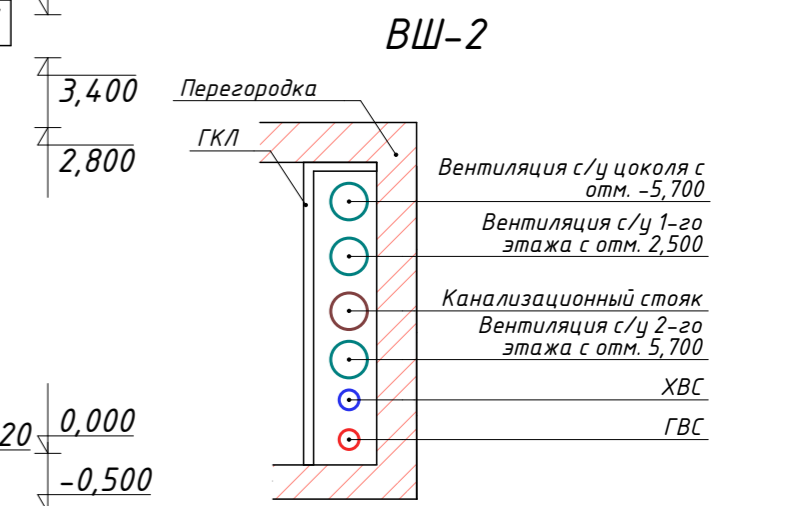 ВШ-2
3,400
2,800
Перегородка
ГКЛ
Вентиляция с/у цоколя с
отм. -5,700
Вентиляция с/у 1-го
этажа с отм. 2,500
Канализационный стояк
Вентиляция с/у 2-го
этажа с отм. 5,700
ХВС
ГВС
0,000
20
-0,500